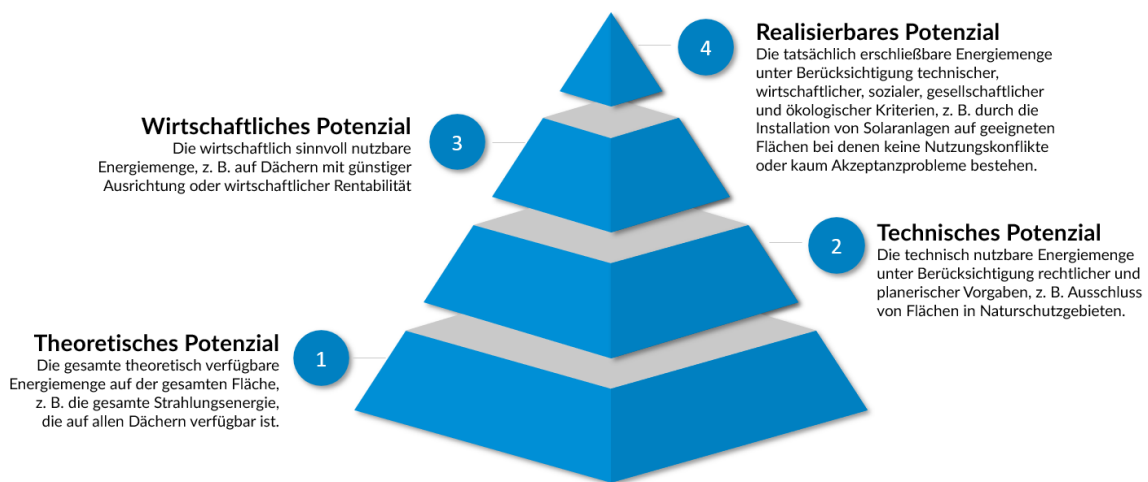 4
Realisierbares Potenzial
Die tatsächlich erschließbare Energiemenge
unter Berücksichtigung technischer,
wirtschaftlicher, sozialer, gesellschaftlicher
und ökologischer Kriterien, z. B. durch die
Installation von Solaranlagen auf geeigneten
Flächen bei denen keine Nutzungskonflikte
oder kaum Akzeptanzprobleme bestehen.
Wirtschaftliches Potenzial
3
Die wirtschaftlich sinnvoll nutzbare
Energiemenge, z. B. auf Dächern mit günstiger
Ausrichtung oder wirtschaftlicher Rentabilität
2
Technisches Potenzial
Die technisch nutzbare Energiemenge
unter Berücksichtigung rechtlicher und
planerischer Vorgaben, z. B. Ausschluss
von Flächen in Naturschutzgebieten.
Theoretisches Potenzial
1
Die gesamte theoretisch verfügbare
Energiemenge auf der gesamten Fläche,
z. B. die gesamte Strahlungsenergie,
die auf allen Dächern verfügbar ist.